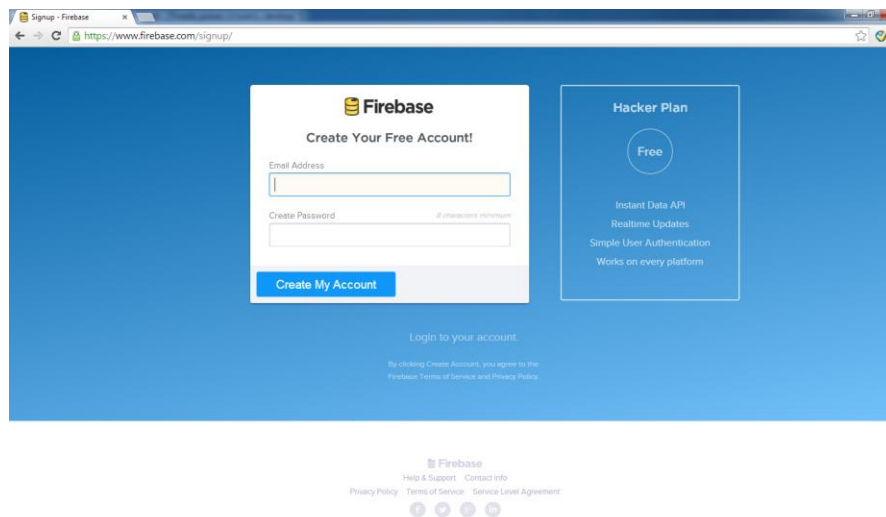 Signup - Firebase
https://www.firebase.com/signup/
Firebase
Create Your Free Account!
Email Address
Create Password 8 characters minimum
Create My Account
Hacker Plan
Free
Instant Data API
Realtime Updates
Simple User Authentication
Works on every platform
Login to your account.
By clicking Create Account, you agree to the
Firebase Terms of Service and Privacy Policy.
Firebase
Help & Support Contact Info
Privacy Policy Terms of Service Service Level Agreement